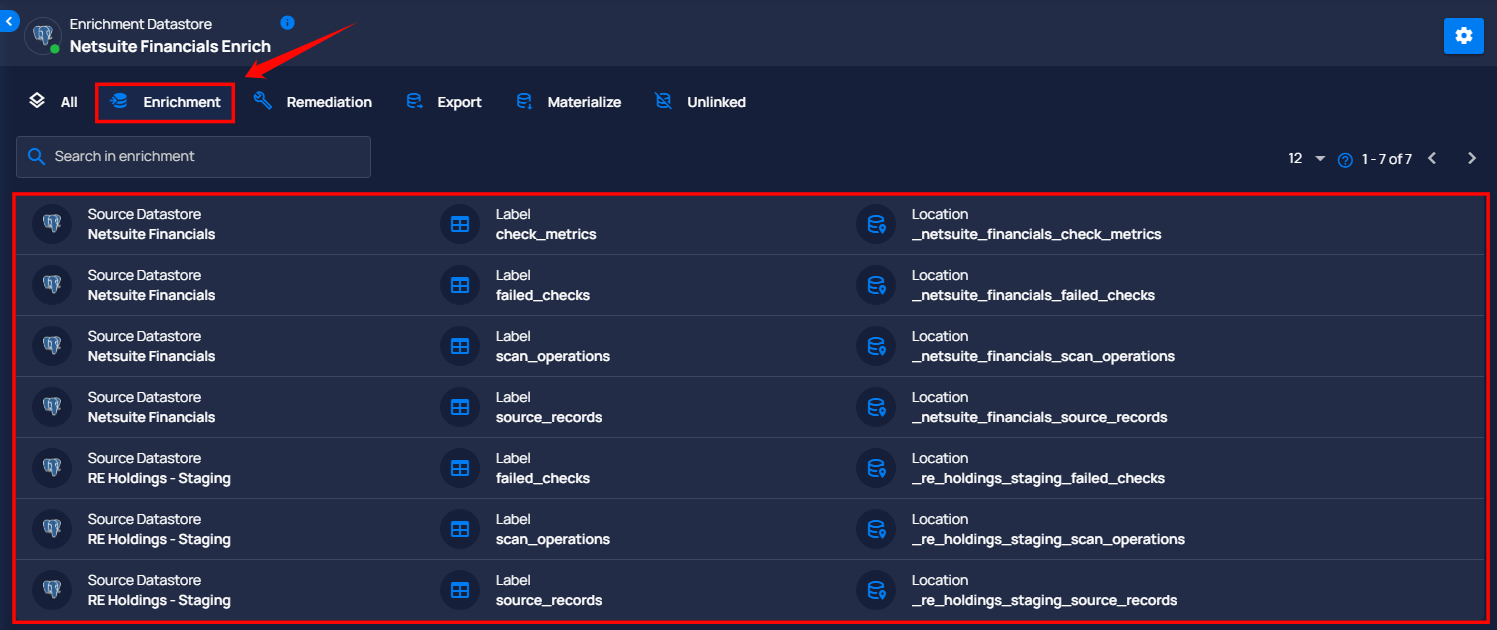 Enrichment Datastore
Netsuite Financials Enrich
All Enrichment Remediation Export Materialize Unlinked
Search in enrichment
12 1 - 7 of 7
Source Datastore Label Location
Netsuite Financials check_metrics _netsuite_financials_check_metrics
Source Datastore Label Location
Netsuite Financials failed_checks _netsuite_financials_failed_checks
Source Datastore Label Location
Netsuite Financials scan_operations _netsuite_financials_scan_operations
Source Datastore Label Location
Netsuite Financials source_records _netsuite_financials_source_records
Source Datastore Label Location
RE Holdings - Staging failed_checks _re_holdings_staging_failed_checks
Source Datastore Label Location
RE Holdings - Staging scan_operations _re_holdings_staging_scan_operations
Source Datastore Label Location
RE Holdings - Staging source_records _re_holdings_staging_source_records